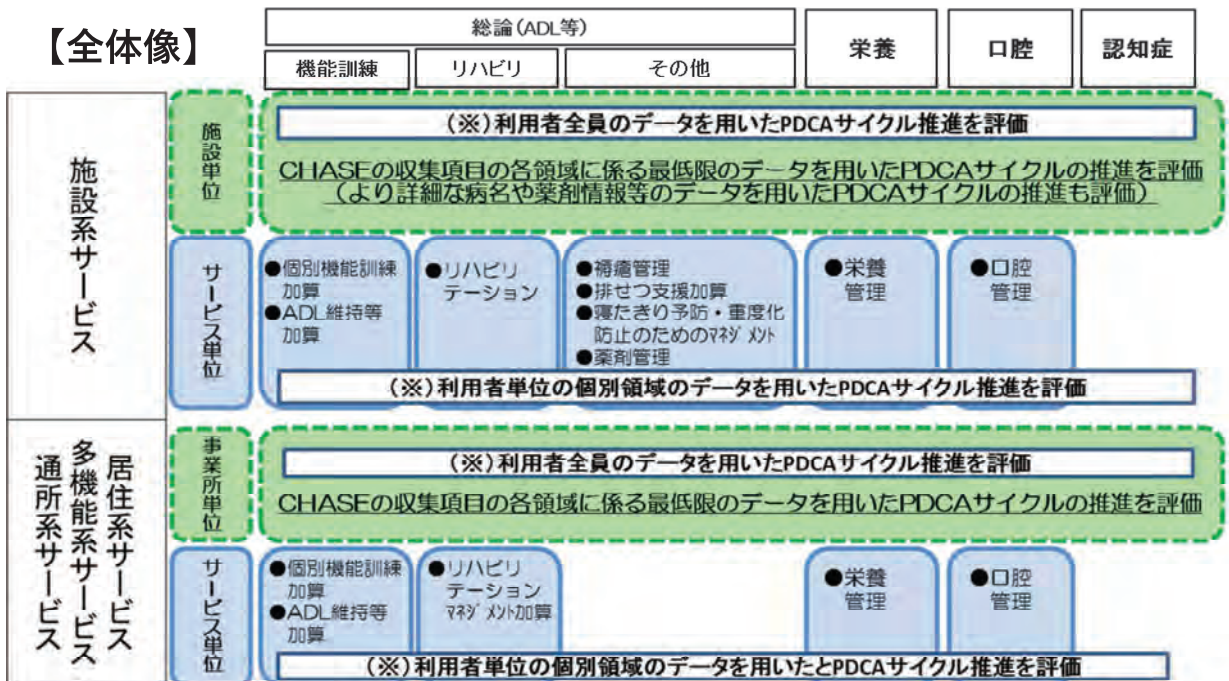 【全体像】
総論(ADL等)
機能訓練
リハビリ
その他
栄養
口腔
認知症
施設系サービス
施設単位
(※)利用者全員のデータを用いたPDCAサイクル推進を評価
CHASEの収集項目の各領域に係る最低限のデータを用いたPDCAサイクルの推進を評価
(より詳細な病名や薬剤情報等のデータを用いたPDCAサイクルの推進も評価)
サービス単位
●個別機能訓練
加算
●ADL維持等
加算
●リハビリ
テーション
●褥瘡管理
●排せつ支援加算
●寝たきり予防・重度化
防止のためのマネジメント
●薬剤管理
●栄養
管理
●口腔
管理
(※)利用者単位の個別領域のデータを用いたPDCAサイクル推進を評価
居住系サービス
多機能系サービス
通所系サービス
事業所単位
(※)利用者全員のデータを用いたPDCAサイクル推進を評価
CHASEの収集項目の各領域に係る最低限のデータを用いたPDCAサイクルの推進を評価
サービス単位
●個別機能訓練
加算
●ADL維持等
加算
●リハビリ
テーション
マネジメント加算
●栄養
管理
●口腔
管理
(※)利用者単位の個別領域のデータを用いたとPDCAサイクル推進を評価